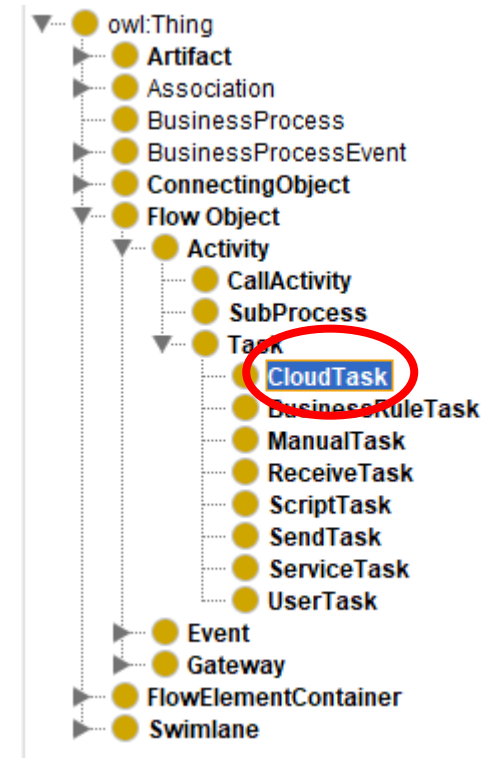 owl:Thing
Artifact
Association
BusinessProcess
BusinessProcessEvent
ConnectingObject
Flow Object
Activity
CallActivity
SubProcess
Task
CloudTask
BusinessRuleTask
ManualTask
ReceiveTask
ScriptTask
SendTask
ServiceTask
UserTask
Event
Gateway
FlowElementContainer
Swimlane